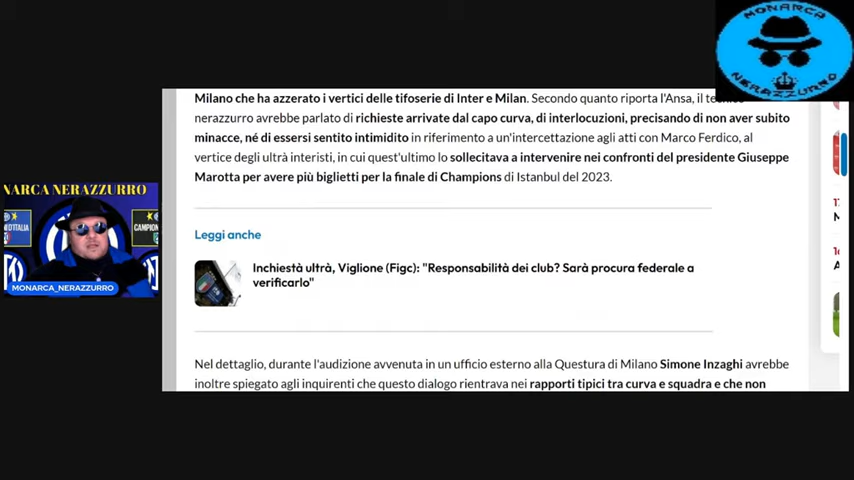 MONARCA
NERAZZURRO
Milano che ha azzerato i vertici delle tifoserie di Inter e Milan. Secondo quanto riporta l'Ansa, il
nerazzurro avrebbe parlato di richieste arrivate dal capo curva, di interlocuzioni, precisando di non aver subito
minacce, né di essersi sentito intimidito in riferimento a un'intercettazione agli atti con Marco Ferdico, al
vertice degli ultrà interisti, in cui quest'ultimo lo sollecitava a intervenire nei confronti del presidente Giuseppe
Marotta per avere più biglietti per la finale di Champions di Istanbul del 2023.
NARCA NERAZZURRO
D'ITALIA
CAMPION
MONARCA_NERAZZURRO
Leggi anche
Inchiestà ultrà, Viglione (Figc): "Responsabilità dei club? Sarà procura federale a
verificarlo"
Nel dettaglio, durante l'audizione avvenuta in un ufficio esterno alla Questura di Milano Simone Inzaghi avrebbe
inoltre spiegato agli inquirenti che questo dialogo rientrava nei rapporti tipici tra curva e squadra e che non